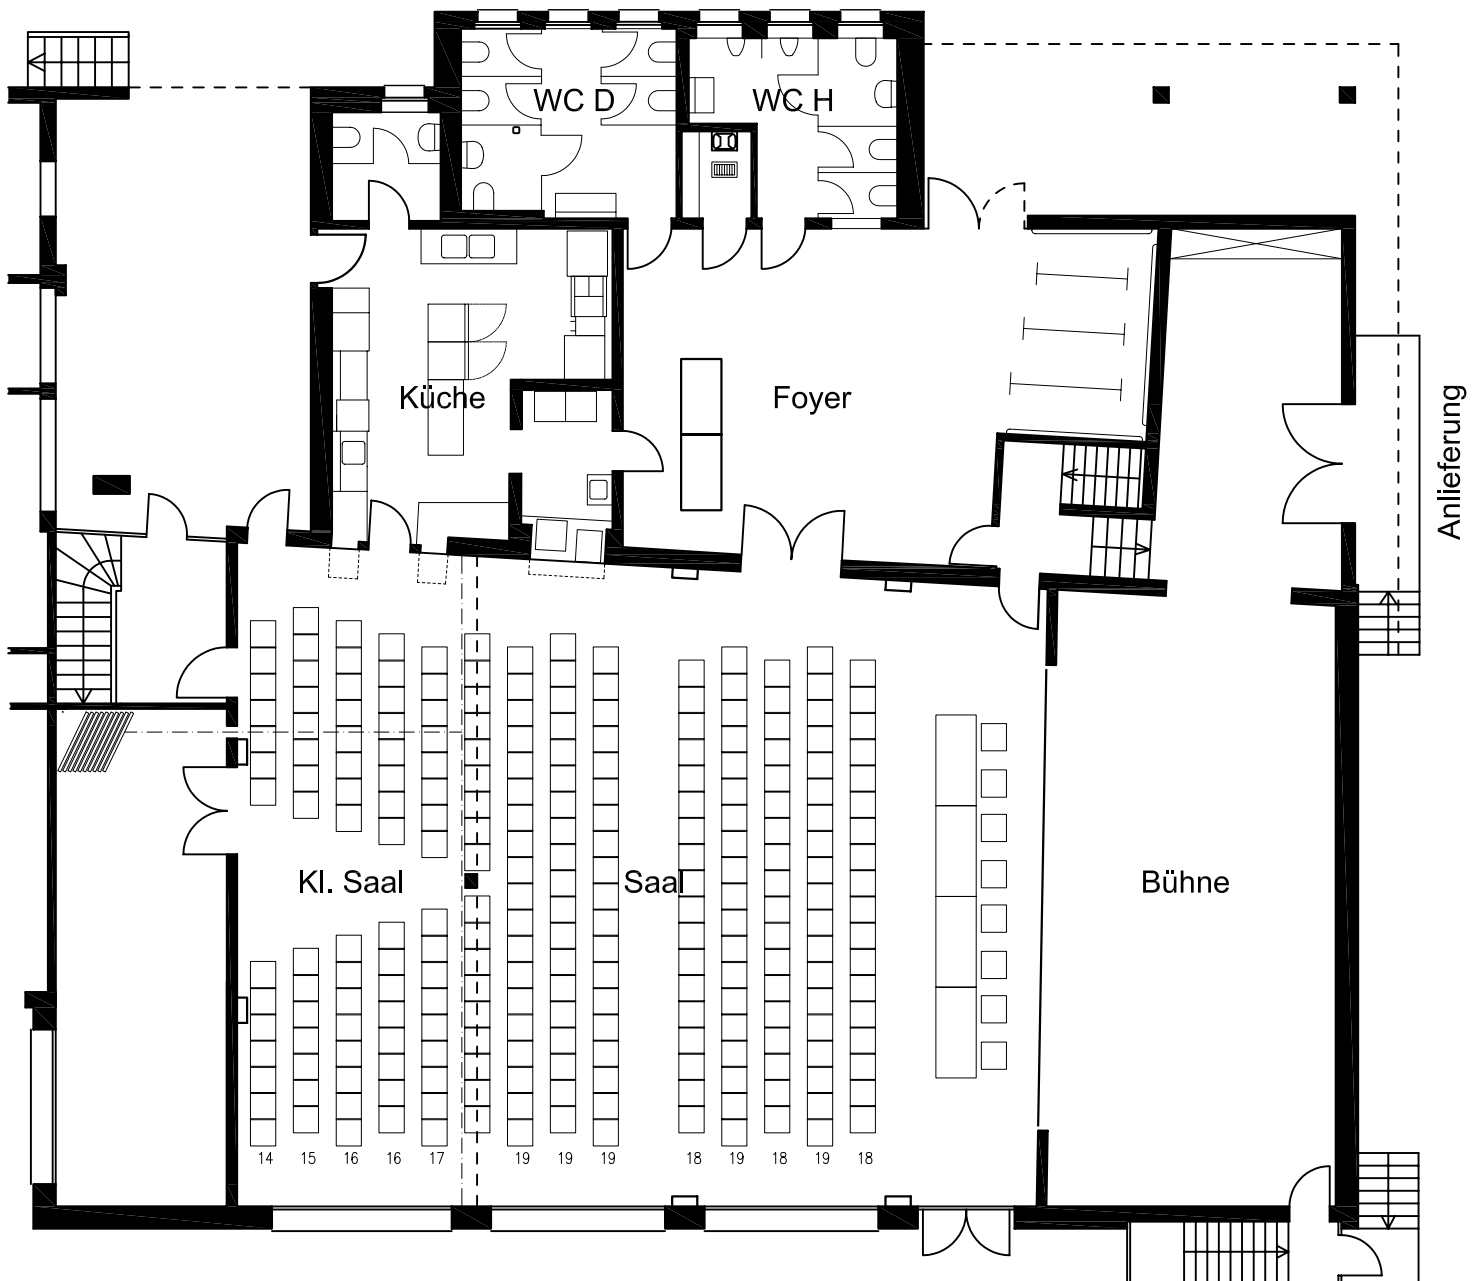 WC D
WC H
Küche
Foyer
Anlieferung
Kl. Saal
Saal
Bühne
14 15 16 16 17 19 19 19 18 19 18 19 18